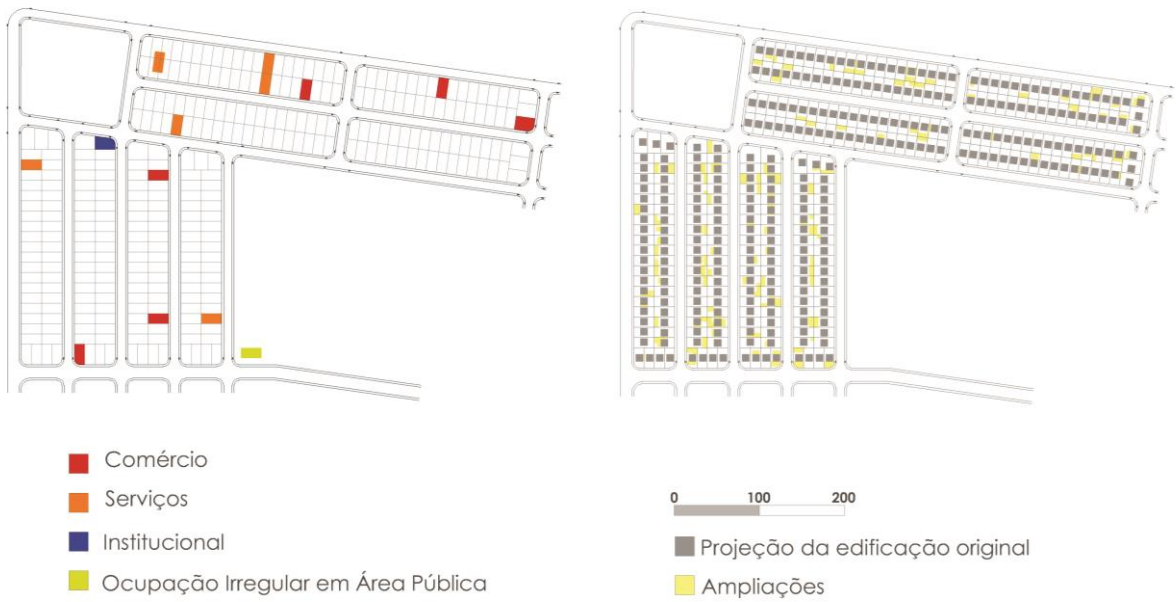 Comércio
Serviços
Institucional
Ocupação Irregular em Área Pública
0 100 200
Projeção da edificação original
Ampliações